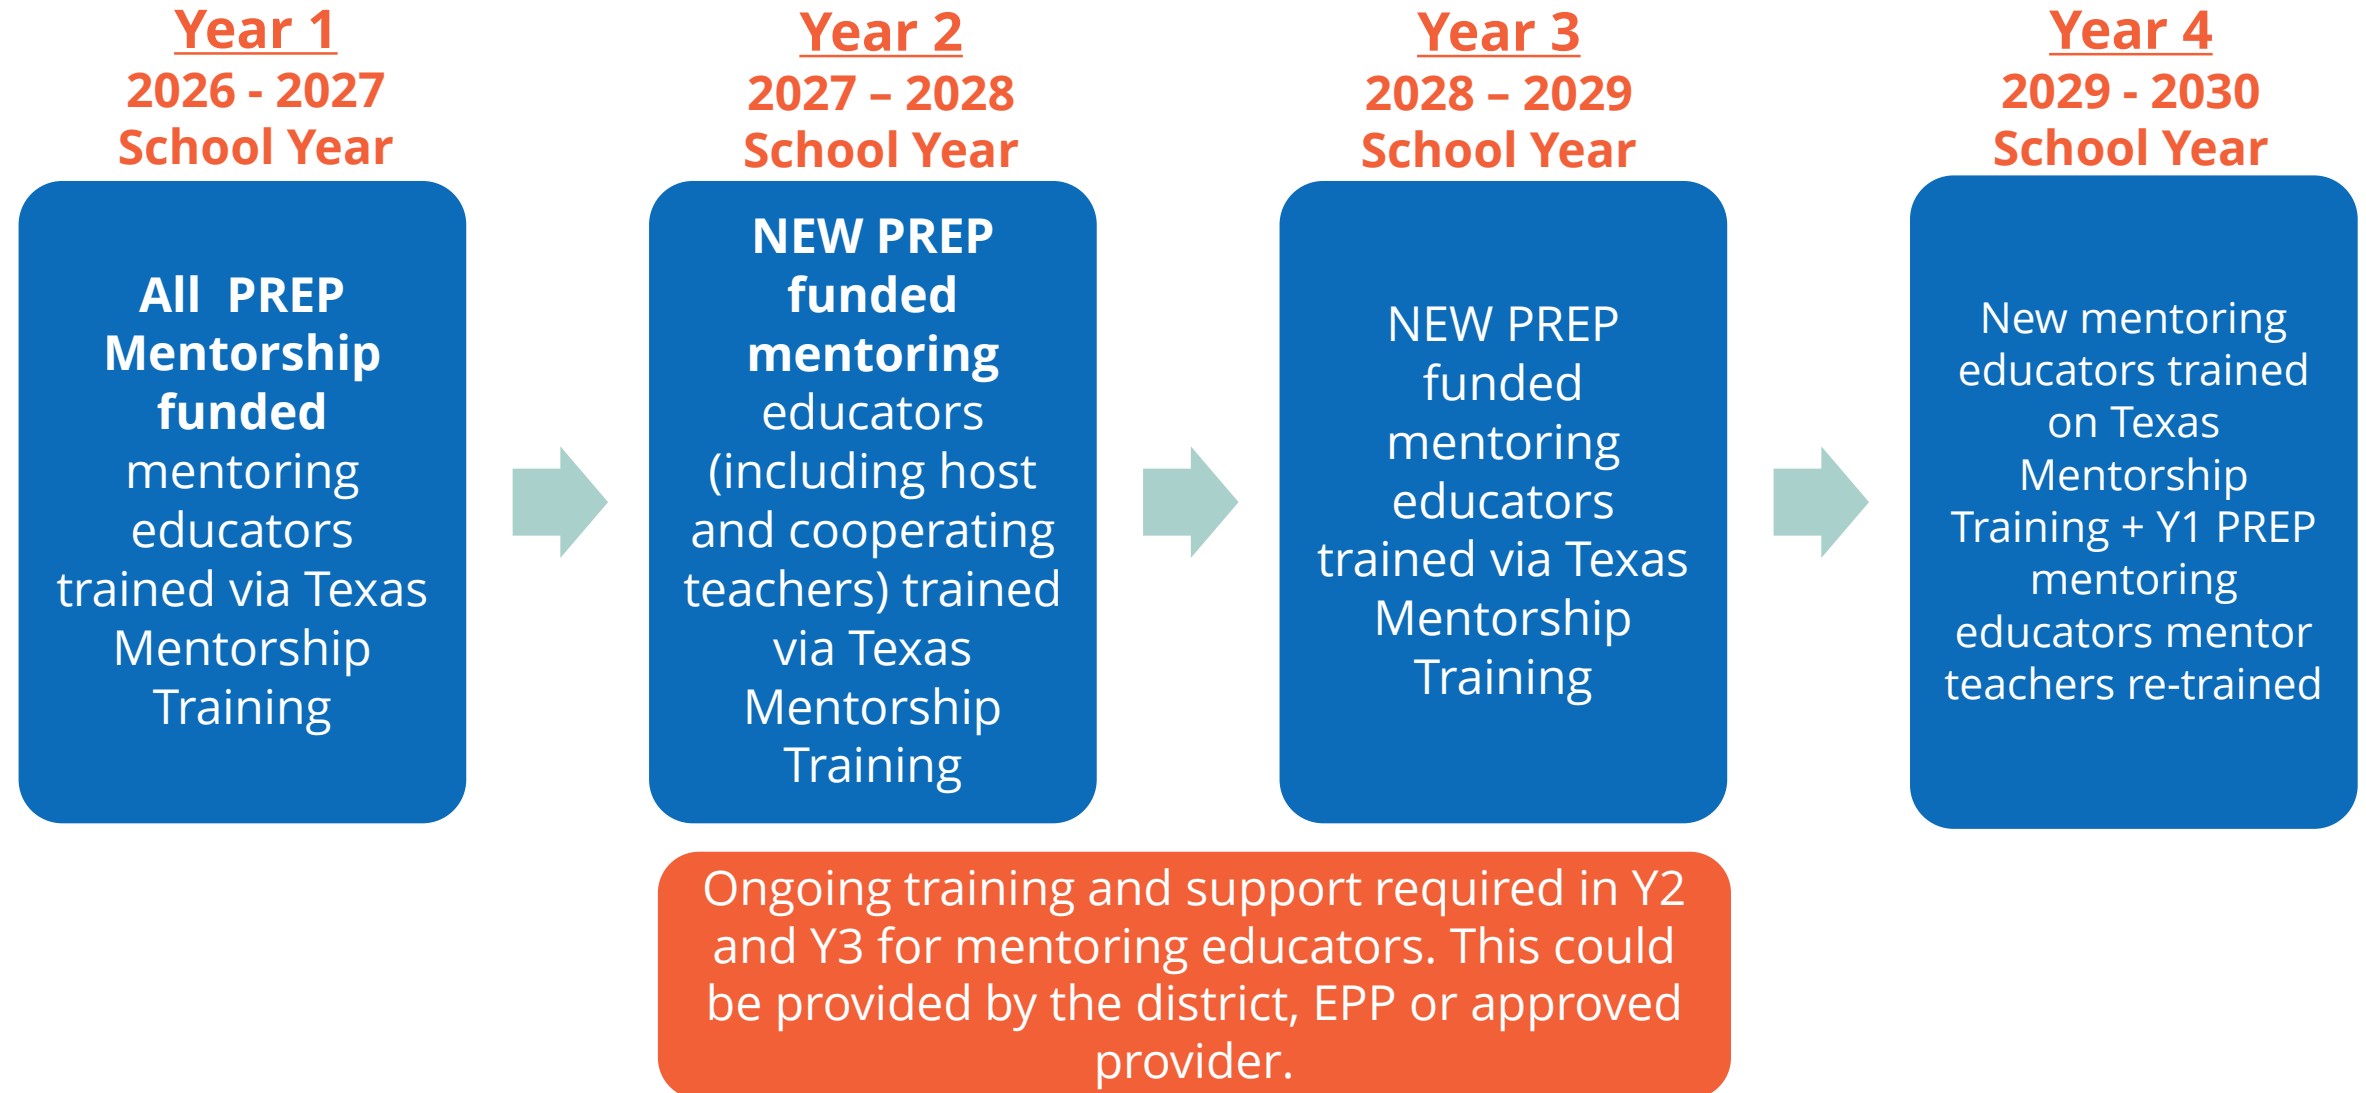 Year 1
2026 - 2027
School Year
All  PREP
Mentorship
funded
mentoring
educators
trained via Texas
Mentorship
Training
Year 2
2027 – 2028
School Year
NEW PREP
funded
mentoring
educators
(including host
and cooperating
teachers) trained
via Texas
Mentorship
Training
Year 3
2028 – 2029
School Year
NEW PREP
funded
mentoring
educators
trained via Texas
Mentorship
Training
Year 4
2029 - 2030
School Year
New mentoring
educators trained
on Texas
Mentorship
Training + Y1 PREP
mentoring
educators mentor
teachers re-trained
Ongoing training and support required in Y2
and Y3 for mentoring educators. This could
be provided by the district, EPP or approved
provider.